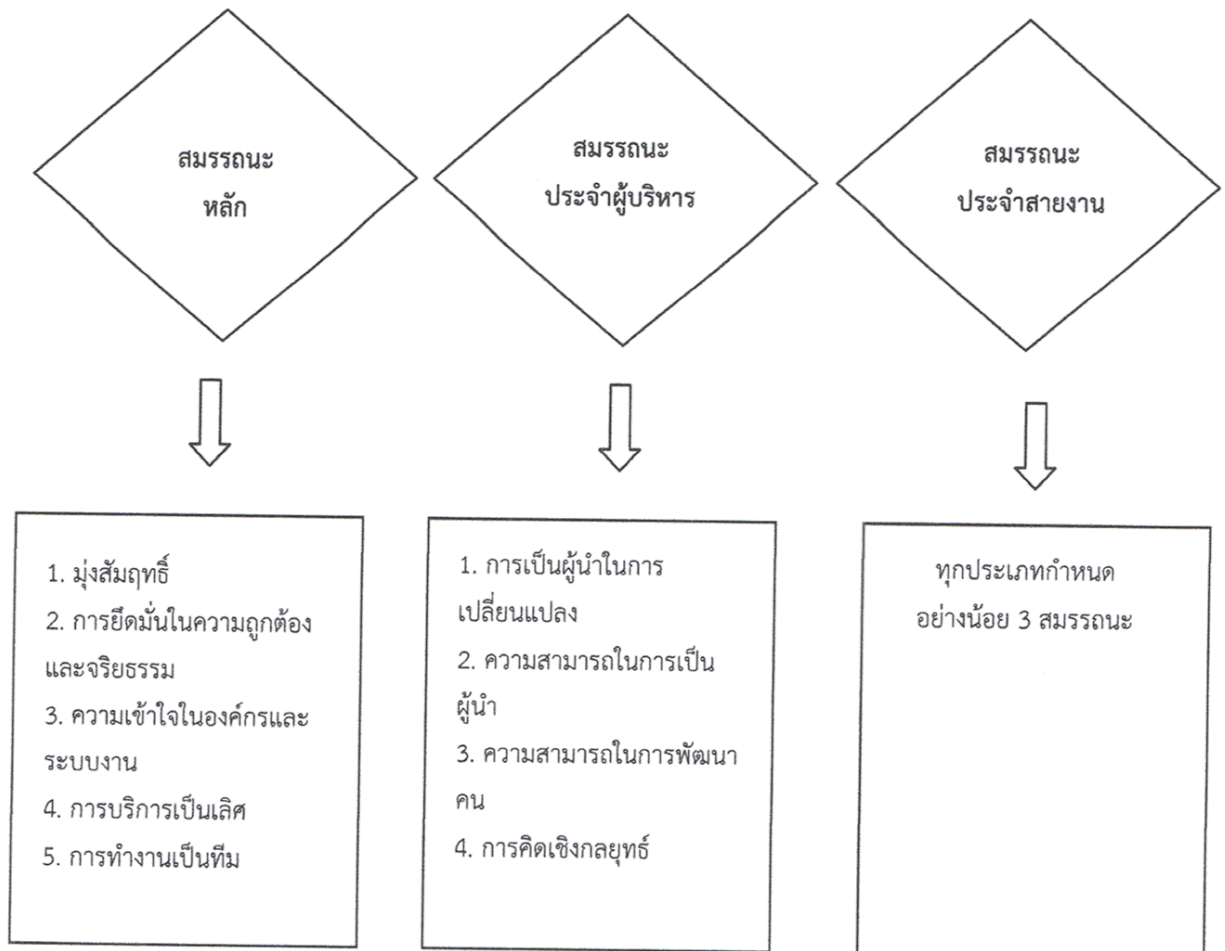 สมรรถนะ
หลัก
สมรรถนะ
ประจำผู้บริหาร
สมรรถนะ
ประจำสายงาน
1. มุ่งสัมฤทธิ์
2. การยึดมั่นในความถูกต้อง
และจริยธรรม
3. ความเข้าใจในองค์กรและ
ระบบงาน
4. การบริการเป็นเลิศ
5. การทำงานเป็นทีม
1. การเป็นผู้นำในการ
เปลี่ยนแปลง
2. ความสามารถในการเป็น
ผู้นำ
3. ความสามารถในการพัฒนา
คน
4. การคิดเชิงกลยุทธ์
ทุกประเภทกำหนด
อย่างน้อย 3 สมรรถนะ